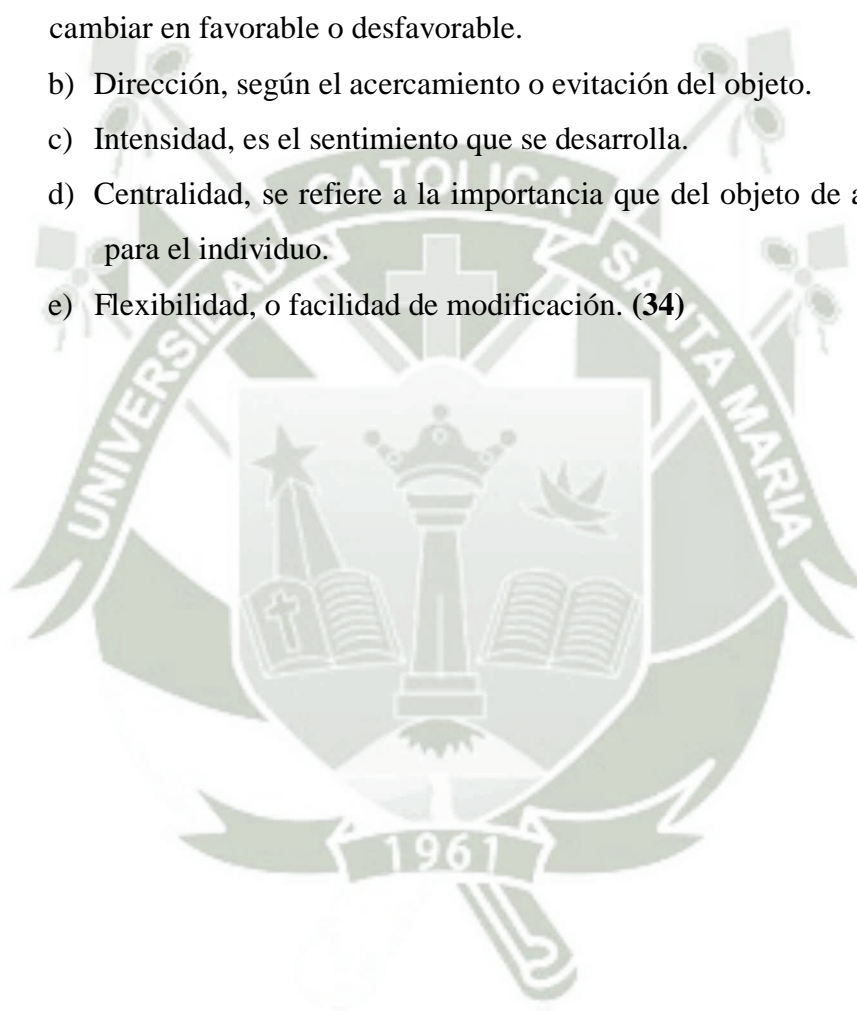 cambiar en favorable o desfavorable.
b) Dirección, según el acercamiento o evitación del objeto.
c) Intensidad, es el sentimiento que se desarrolla.
d) Centralidad, se refiere a la importancia que del objeto de
para el individuo.
e) Flexibilidad, o facilidad de modificación. (34)
UNIVERSIDAD CATOLICA SANTA MARIA
1961